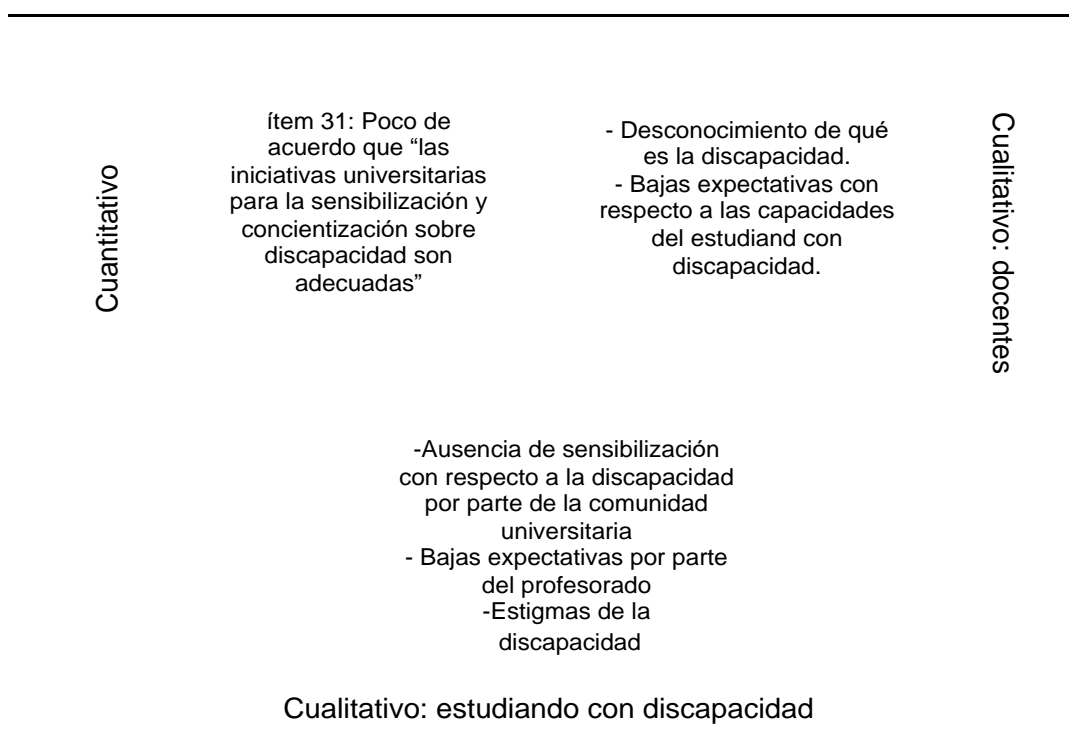 Cuantitativo
ítem 31: Poco de
acuerdo que “las
iniciativas universitarias
para la sensibilización y
concientización sobre
discapacidad son
adecuadas”
- Desconocimiento de qué
es la discapacidad.
- Bajas expectativas con
respecto a las capacidades
del estudiand con
discapacidad.
Cualitativo: docentes
-Ausencia de sensibilización
con respecto a la discapacidad
por parte de la comunidad
universitaria
- Bajas expectativas por parte
del profesorado
-Estigmas de la
discapacidad
Cualitativo: estudiando con discapacidad